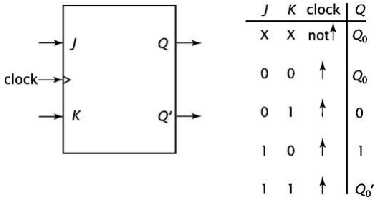 J K clock Q
X X not↑ Q₀
J Q
0 0 ↑ Q₀
clock
0 1 ↑ 0
K Q'
1 0 ↑ 1
1 1 ↑ Q₀'